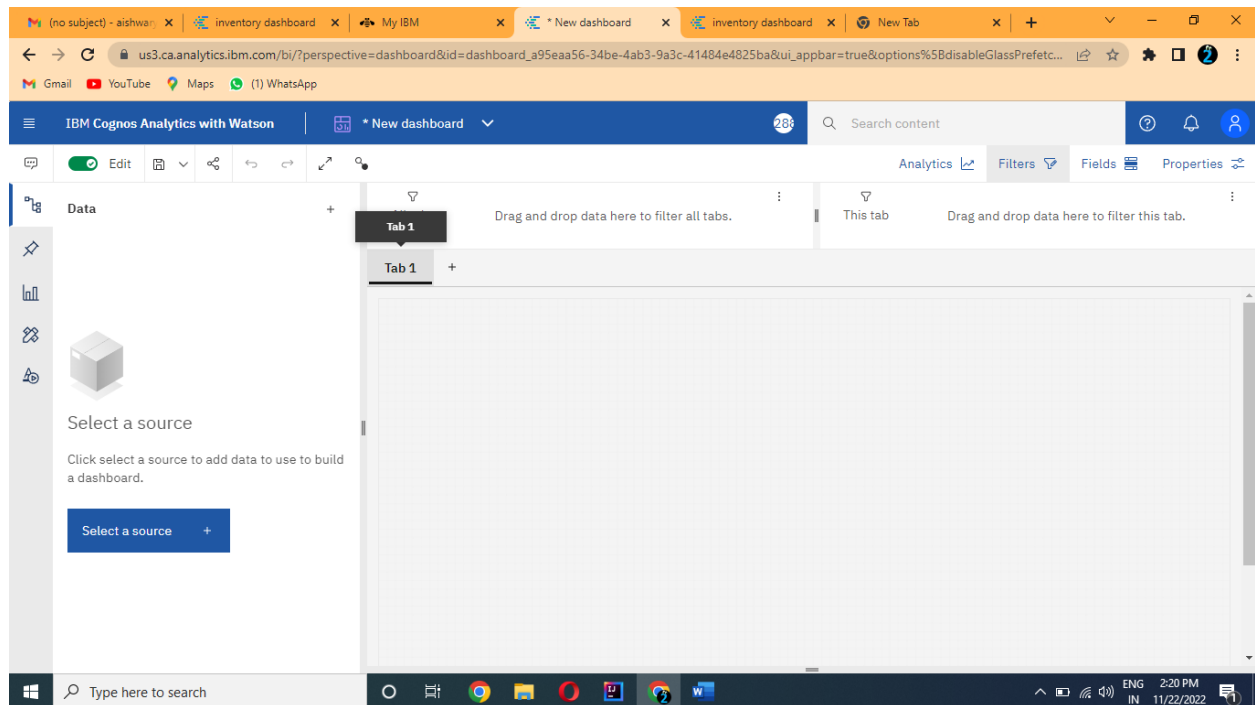 (no subject) - aishwar
inventory dashboard
My IBM
* New dashboard
inventory dashboard
New Tab
us3.ca.analytics.ibm.com/bi/?perspective=dashboard&id=dashboard_a95eaa56-34be-4ab3-9a3c-41484e4825ba&ui_appbar=true&options%5BdisableGlassPrefetc...
2
Gmail
YouTube
Maps
(1) WhatsApp
IBM Cognos Analytics with Watson
* New dashboard
Search content
Edit
Analytics
Filters
Fields
Properties
Data
Drag and drop data here to filter all tabs.
This tab
Drag and drop data here to filter this tab.
Tab 1
Tab 1
Select a source
Click select a source to add data to use to build
a dashboard.
Select a source +
Type here to search
ENG
IN
2:20 PM
11/22/2022